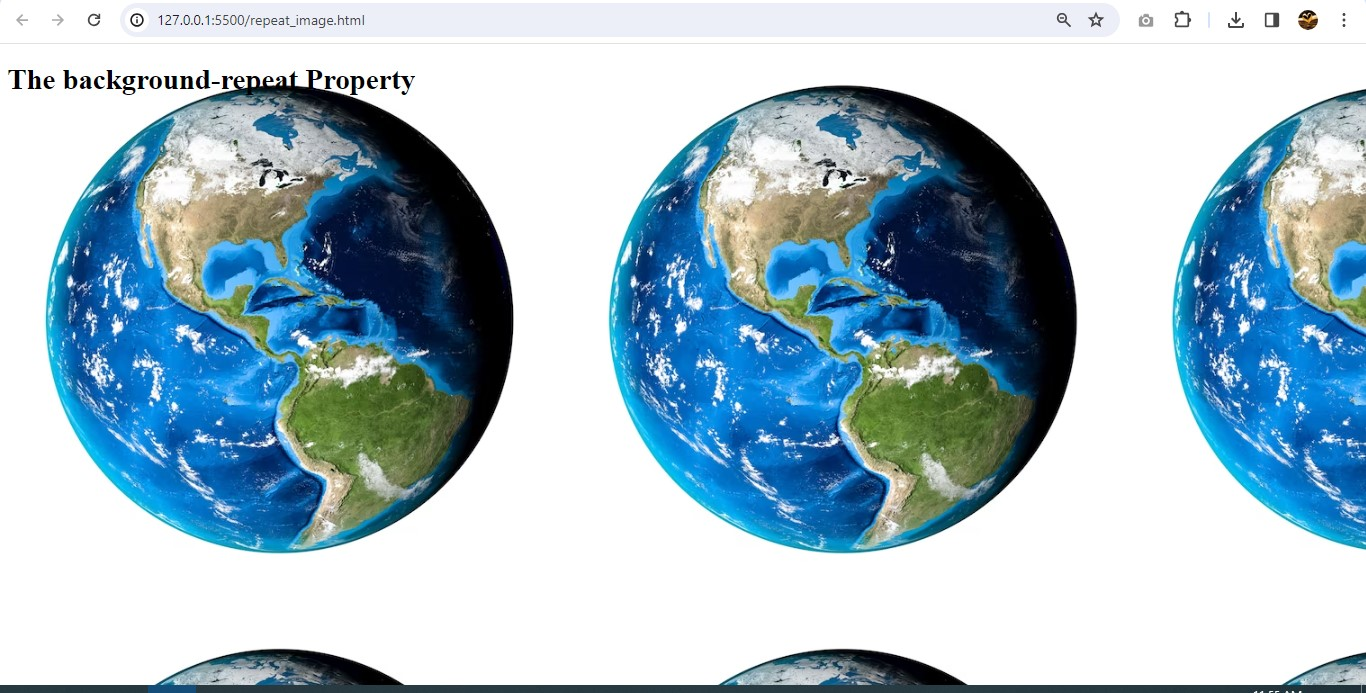 127.0.0.1:5500/repeat_image.html
The background-repeat Property